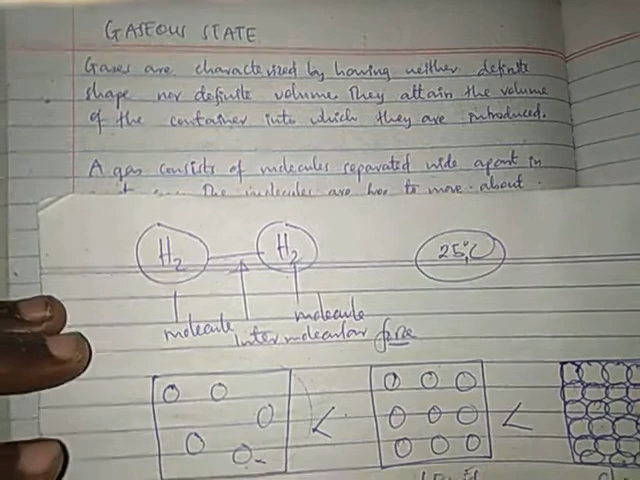 GASEOUS STATE
Gases are characterized by having neither definite
shape nor definite volume. They attain the volume
of the container into which they are introduced.
A gas consists of molecules separated wide apart in
The molecules are free to move about
H2 H2 25°C
molecule molecule
Intermolecular force
< <